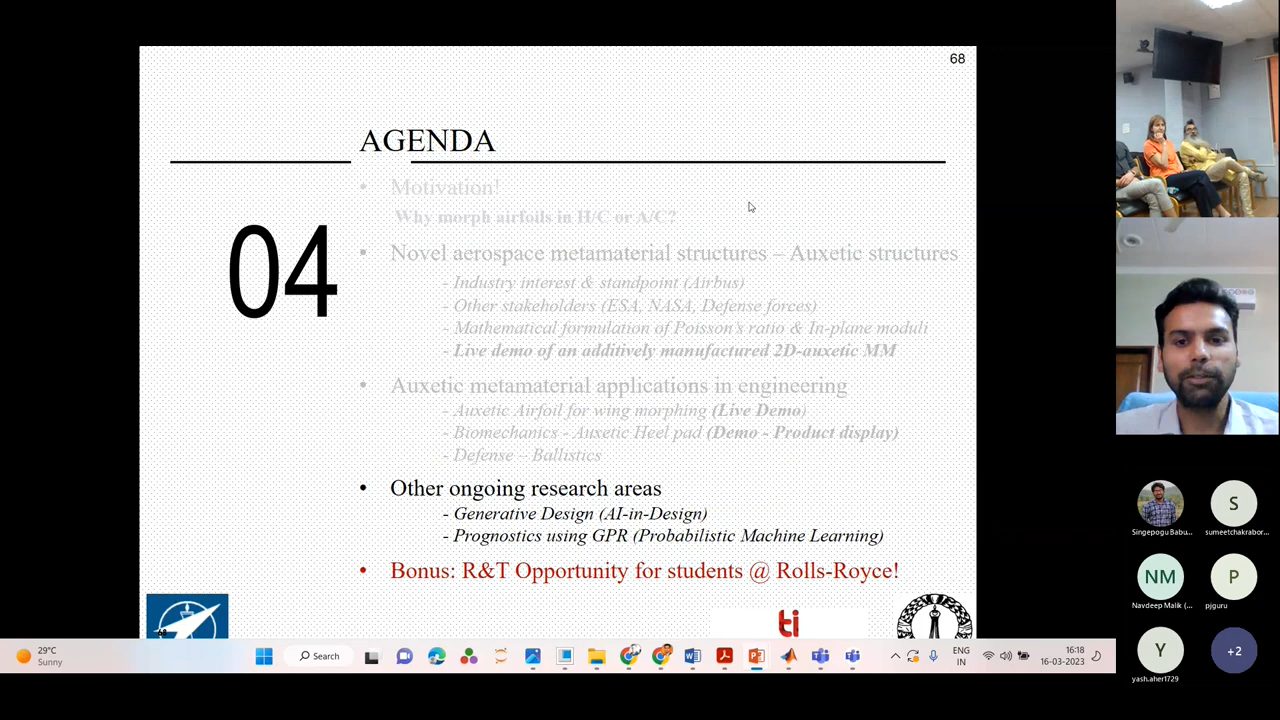 68
AGENDA
04
• Motivation!
Why morph airfoils in H/C or A/C?
• Novel aerospace metamaterial structures – Auxetic structures
- Industry interest & standpoint (Airbus)
- Other stakeholders (ESA, NASA, Defense forces)
- Mathematical formulation of Poisson's ratio & In-plane moduli
- Live demo of an additively manufactured 2D-auxetic MM
• Auxetic metamaterial applications in engineering
- Auxetic Airfoil for wing morphing (Live Demo)
- Biomechanics - Auxetic Heel pad (Demo - Product display)
- Defense – Ballistics
• Other ongoing research areas
- Generative Design (AI-in-Design)
- Prognostics using GPR (Probabilistic Machine Learning)
• Bonus: R&T Opportunity for students @ Rolls-Royce!
68
ti
29°C
Sunny
Search
ENG
IN
16:18
16-03-2023
Singepogu Babu...
S
sumeetchakrabor...
NM
Navdeep Malik (...
P
pjguru
Y
yash.aher1729
+2